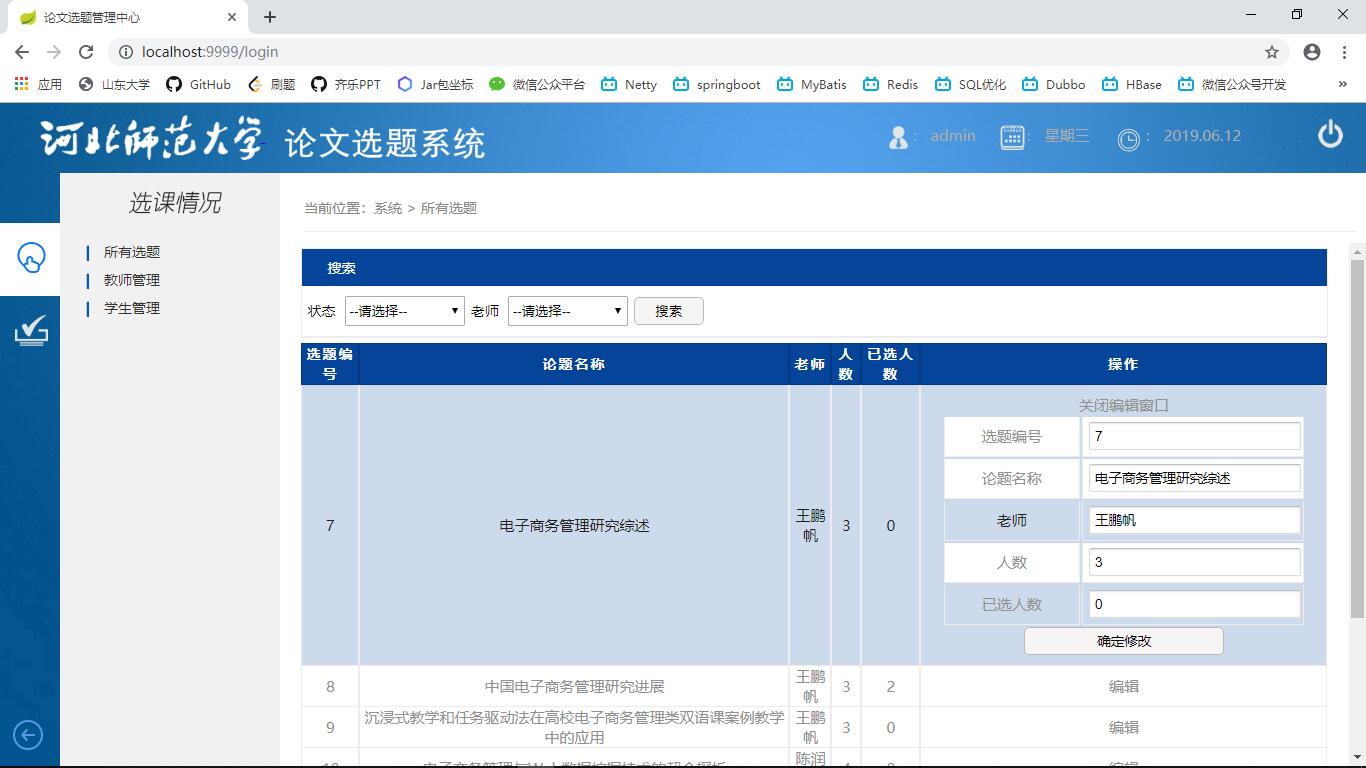 论文选题管理中心
localhost:9999/login
应用 山东大学 GitHub 刷题 齐乐PPT Jar包坐标 微信公众平台 Netty springboot MyBatis Redis SQL优化 Dubbo HBase 微信公众号开发 »
河北师范大学 论文选题系统 : admin : 星期三 : 2019.06.12
选课情况
所有选题
教师管理
学生管理
当前位置：系统 > 所有选题
搜索
状态 --请选择-- 老师 --请选择-- 搜索
选题编号 论题名称 老师 人数 已选人数 操作
7 电子商务管理研究综述 王鹏帆 3 0
关闭编辑窗口
选题编号 7
论题名称 电子商务管理研究综述
老师 王鹏帆
人数 3
已选人数 0
确定修改
8 中国电子商务管理研究进展 王鹏帆 3 2 编辑
9 沉浸式教学和任务驱动法在高校电子商务管理类双语课案例教学中的应用 王鹏帆 3 0 编辑
陈润